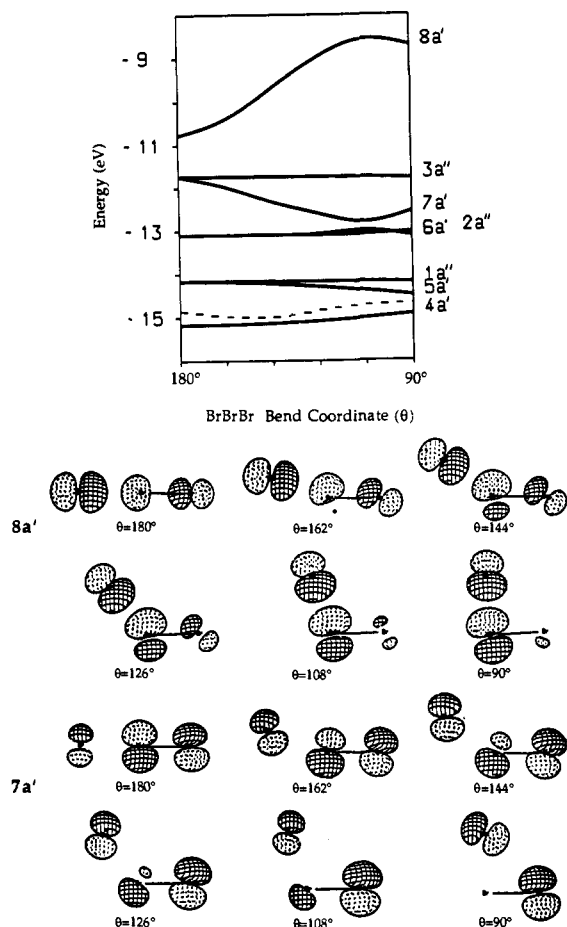 8a'
- 9
- 11
3a"
7a'
6a' 2a"
- 13
1a"
5a'
4a'
- 15
Energy (eV)
180° 90°
BrBrBr Bend Coordinate (θ)
8a'
θ=180° θ=162° θ=144°
θ=126° θ=108° θ=90°
7a'
θ=180° θ=162° θ=144°
θ=126° θ=108° θ=90°